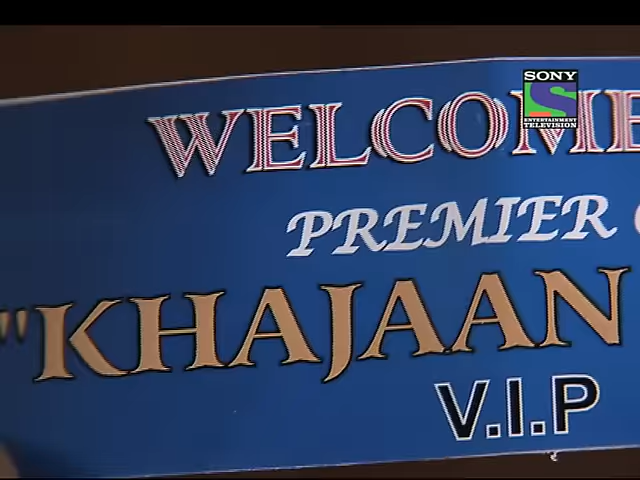 SONY
ENTERTAINMENT
TELEVISION
WELCOME
PREMIER
"KHAJAAN
V.I.P